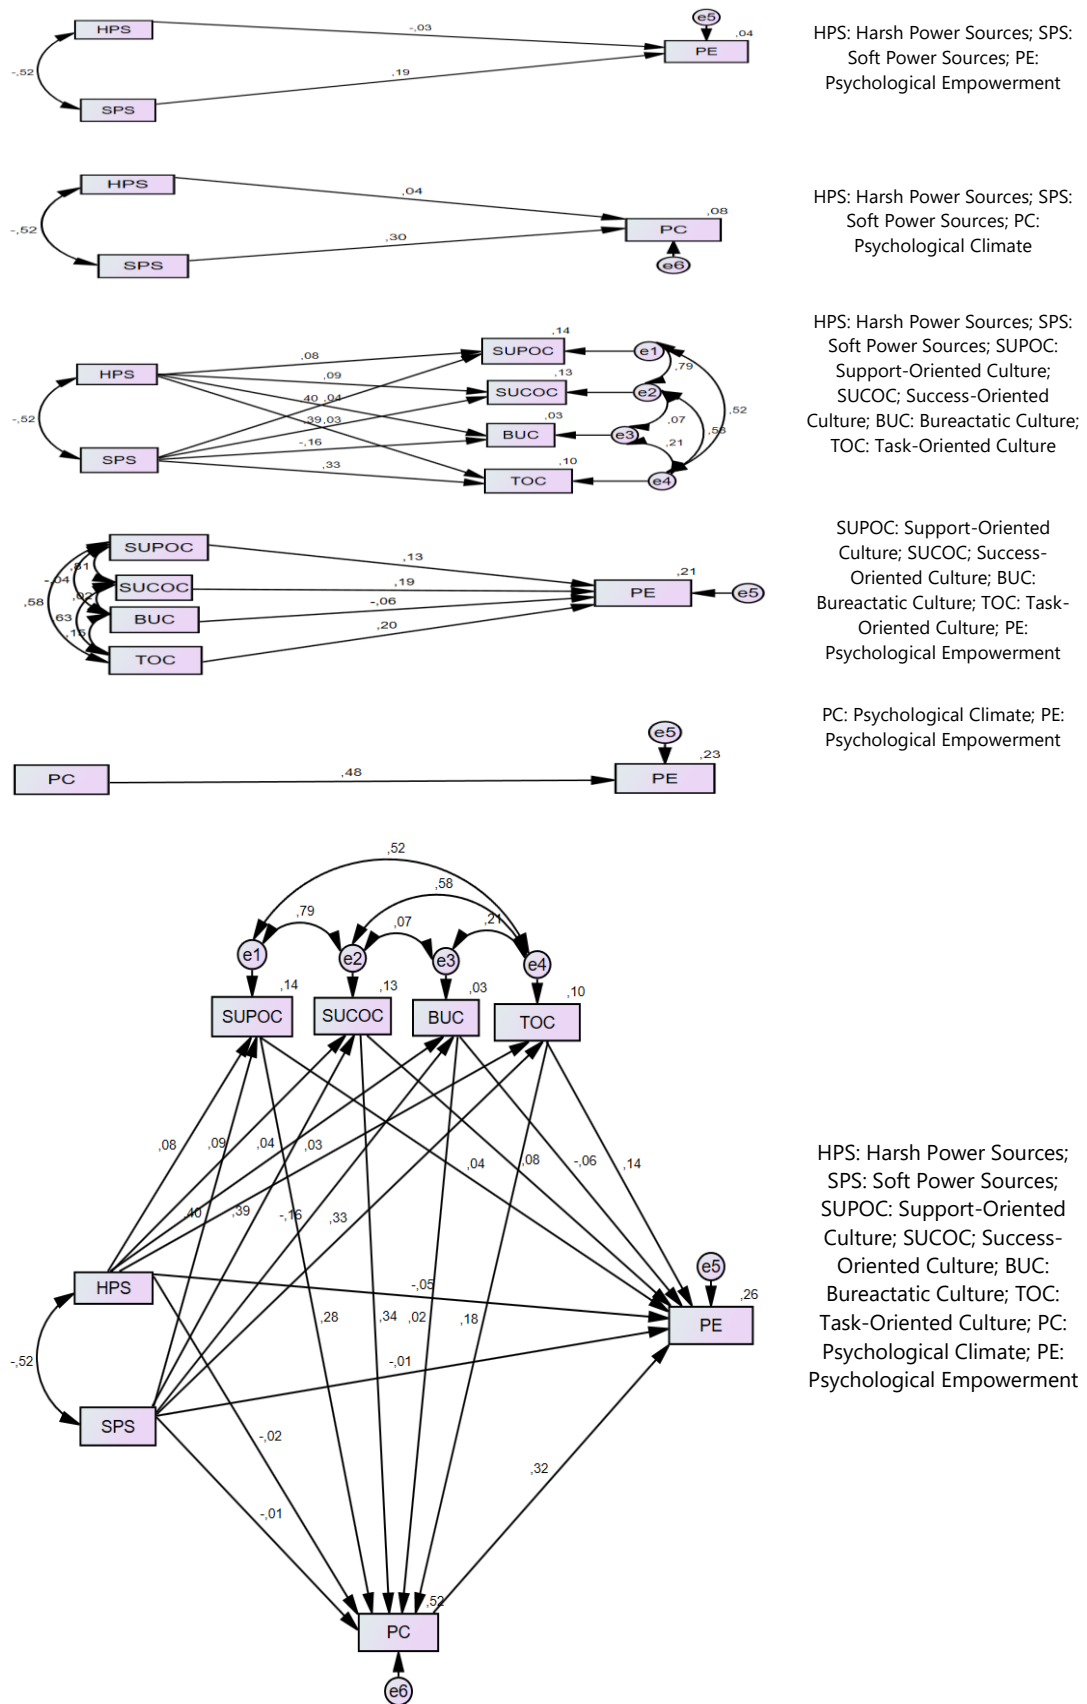 HPS
-,03
e5
,04
PE
-,52
,19
SPS
HPS: Harsh Power Sources; SPS:
Soft Power Sources; PE:
Psychological Empowerment
HPS
,04
,08
PC
-,52
,30
SPS
e6
HPS: Harsh Power Sources; SPS:
Soft Power Sources; PC:
Psychological Climate
,14
SUPOC
e1
HPS
,08
,79
,13
,09
SUCOC
e2
,40 ,04
,52
-,52
,03
,07
,39 ,03
BUC
e3
,58
-,16
,21
SPS
,10
,33
TOC
e4
HPS: Harsh Power Sources; SPS:
Soft Power Sources; SUPOC:
Support-Oriented Culture;
SUCOC; Success-Oriented
Culture; BUC: Bureactatic Culture;
TOC: Task-Oriented Culture
SUPOC
,13
,81
-,04
SUCOC
,19
,21
PE
e5
,58
,02
BUC
-,06
,63
,15
,20
TOC
SUPOC: Support-Oriented
Culture; SUCOC; Success-
Oriented Culture; BUC:
Bureactatic Culture; TOC: Task-
Oriented Culture; PE:
Psychological Empowerment
e5
,23
PC
,48
PE
PC: Psychological Climate; PE:
Psychological Empowerment
,52
,58
,79
,07
,21
e1
e2
e3
e4
,14
,13
,03
,10
SUPOC
SUCOC
BUC
TOC
,08
,09
,04
,03
,04
,08
-,06
,14
,40
,39
-,16
,33
HPS
-,05
e5
,26
,28
,34
,02
,18
PE
-,52
-,01
SPS
-,02
,32
-,01
,52
PC
e6
HPS: Harsh Power Sources;
SPS: Soft Power Sources;
SUPOC: Support-Oriented
Culture; SUCOC; Success-
Oriented Culture; BUC:
Bureactatic Culture; TOC:
Task-Oriented Culture; PC:
Psychological Climate; PE:
Psychological Empowerment